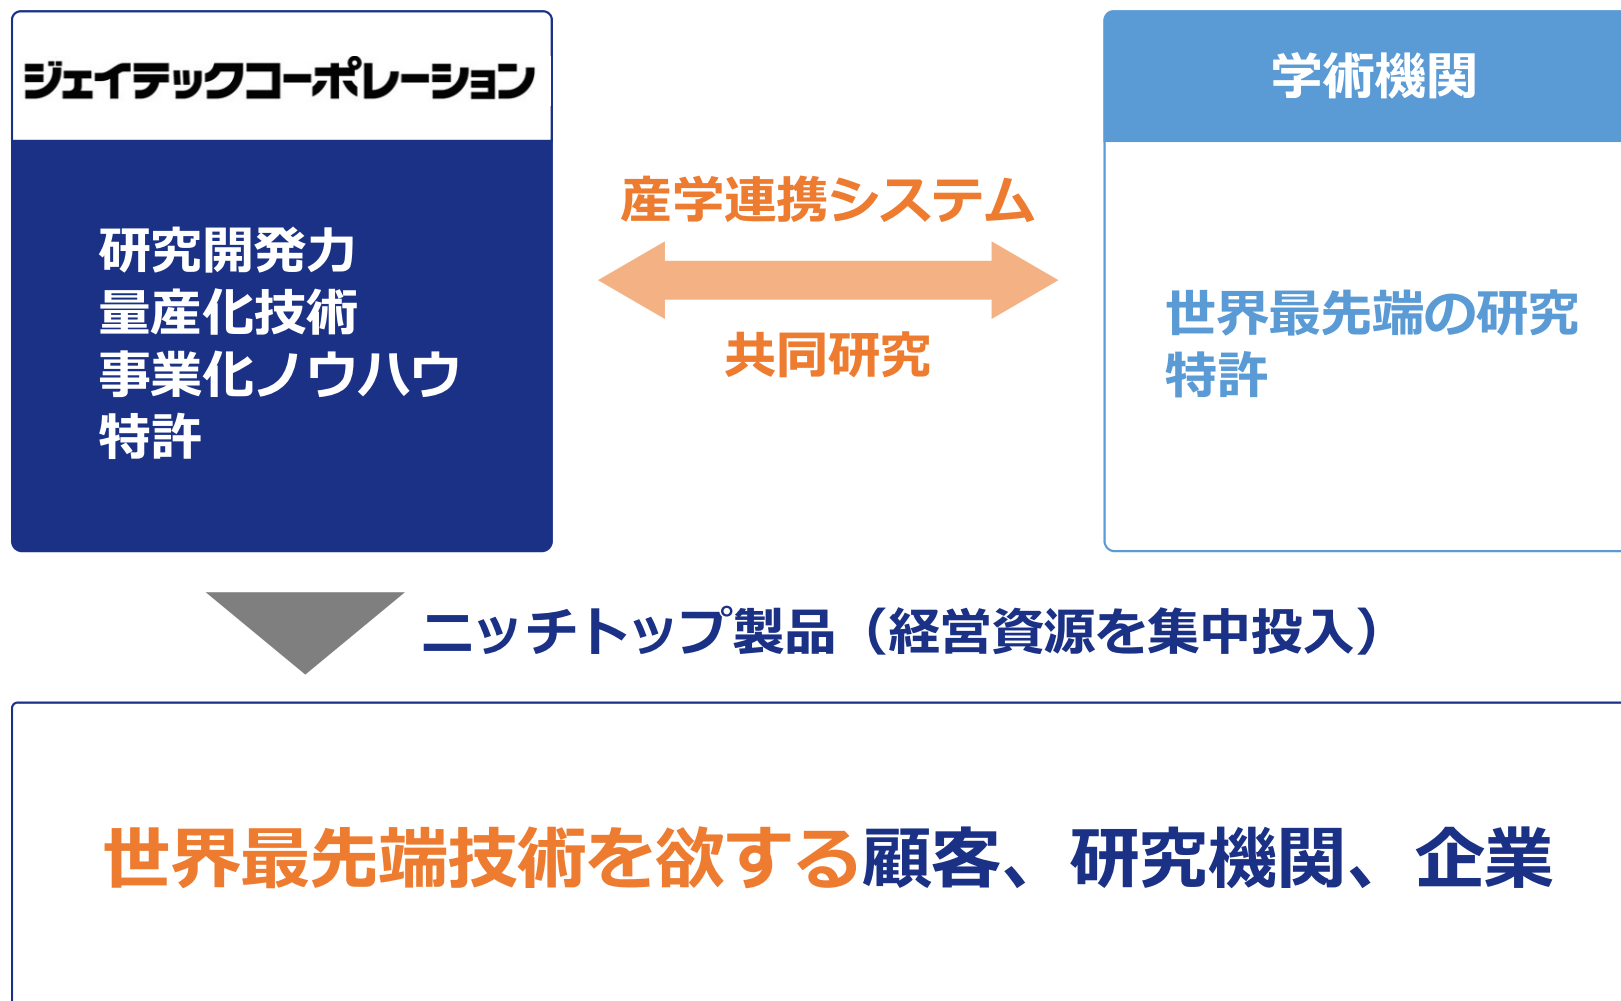 ジェイテックコーポレーション
研究開発力
量産化技術
事業化ノウハウ
特許
産学連携システム
共同研究
学術機関
世界最先端の研究
特許
ニッチトップ製品（経営資源を集中投入）
世界最先端技術を欲する顧客、研究機関、企業